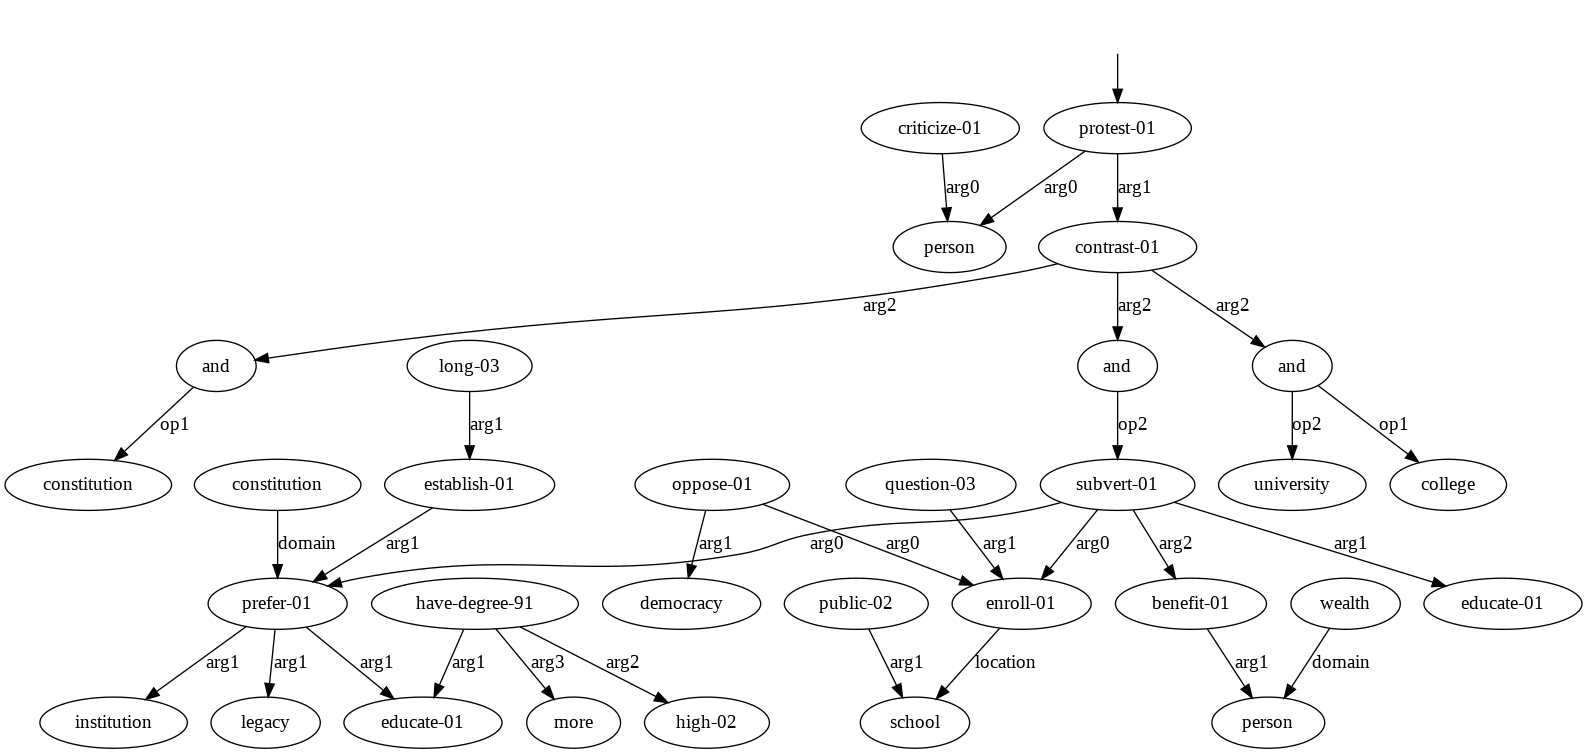 criticize-01 protest-01
arg0 arg0 arg1
person contrast-01
arg2 arg2 arg2
and long-03 and and
op1 arg1 op2 op2 op1
constitution constitution establish-01 oppose-01 question-03 subvert-01 university college
domain arg1 arg1 arg0 arg0 arg1 arg0 arg2 arg1
prefer-01 have-degree-91 democracy public-02 enroll-01 benefit-01 wealth educate-01
arg1 arg1 arg1 arg1 arg3 arg2 arg1 location arg1 domain
institution legacy educate-01 more high-02 school person